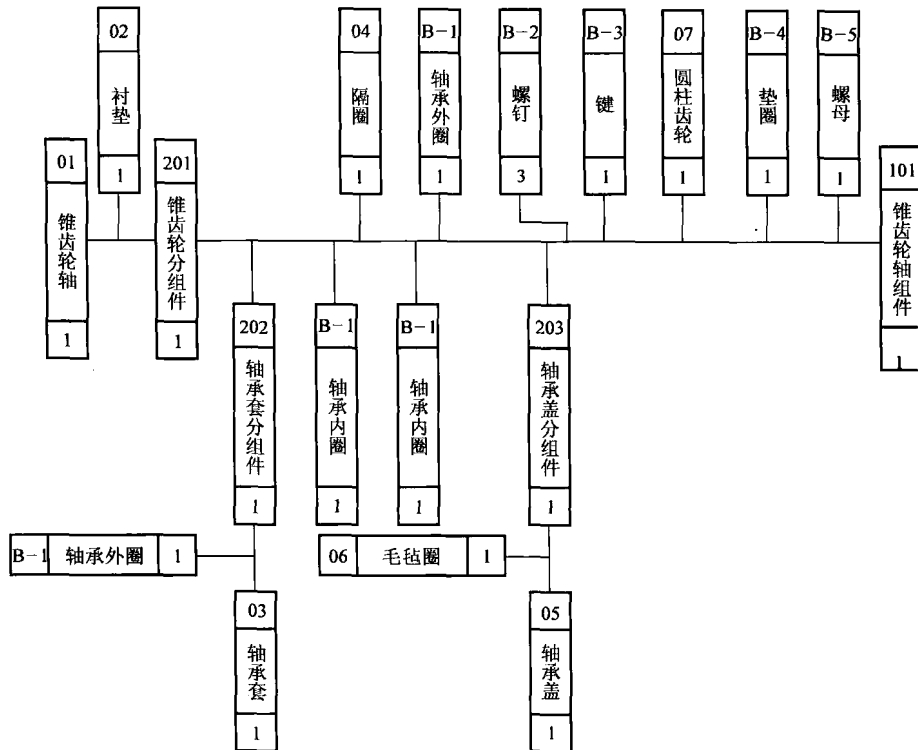 02
衬垫
1
04
隔圈
1
B-1
轴承外圈
1
B-2
螺钉
3
B-3
键
1
07
圆柱齿轮
1
B-4
垫圈
1
B-5
螺母
1
01
锥齿轮轴
1
201
锥齿轮分组件
1
101
锥齿轮轴组件
1
202
轴承套分组件
1
B-1
轴承内圈
1
B-1
轴承内圈
1
203
轴承盖分组件
1
B-1 轴承外圈 1
06 毛毡圈 1
03
轴承套
1
05
轴承盖
1